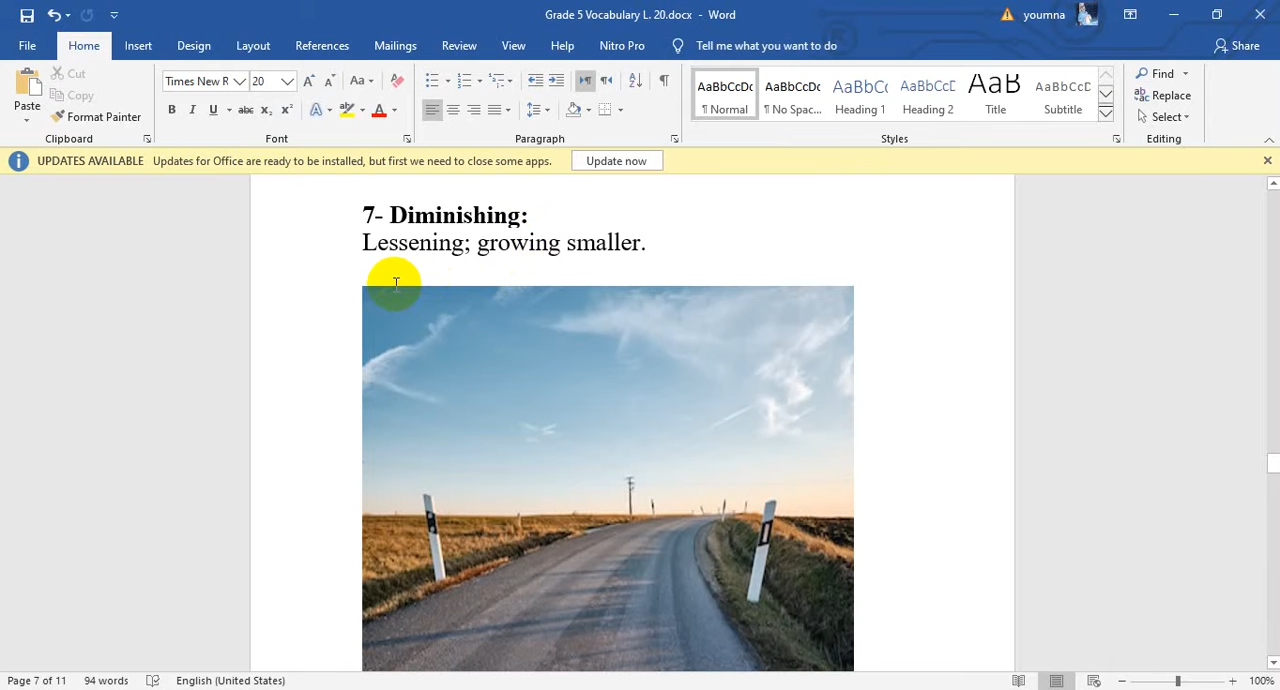 Grade 5 Vocabulary L. 20.docx - Word
youmna
File Home Insert Design Layout References Mailings Review View Help Nitro Pro Tell me what you want to do Share
Paste
Cut
Copy
Format Painter
Clipboard
Times New R 20
Font
Paragraph
AaBbCcDc AaBbCcDc AaBbCc AaBbCcD AaB AaBbCcD
¶ Normal ¶ No Spac... Heading 1 Heading 2 Title Subtitle
Styles
Find
Replace
Select
Editing
UPDATES AVAILABLE Updates for Office are ready to be installed, but first we need to close some apps. Update now
7- Diminishing:
Lessening; growing smaller.
Page 7 of 11 94 words English (United States) 100%